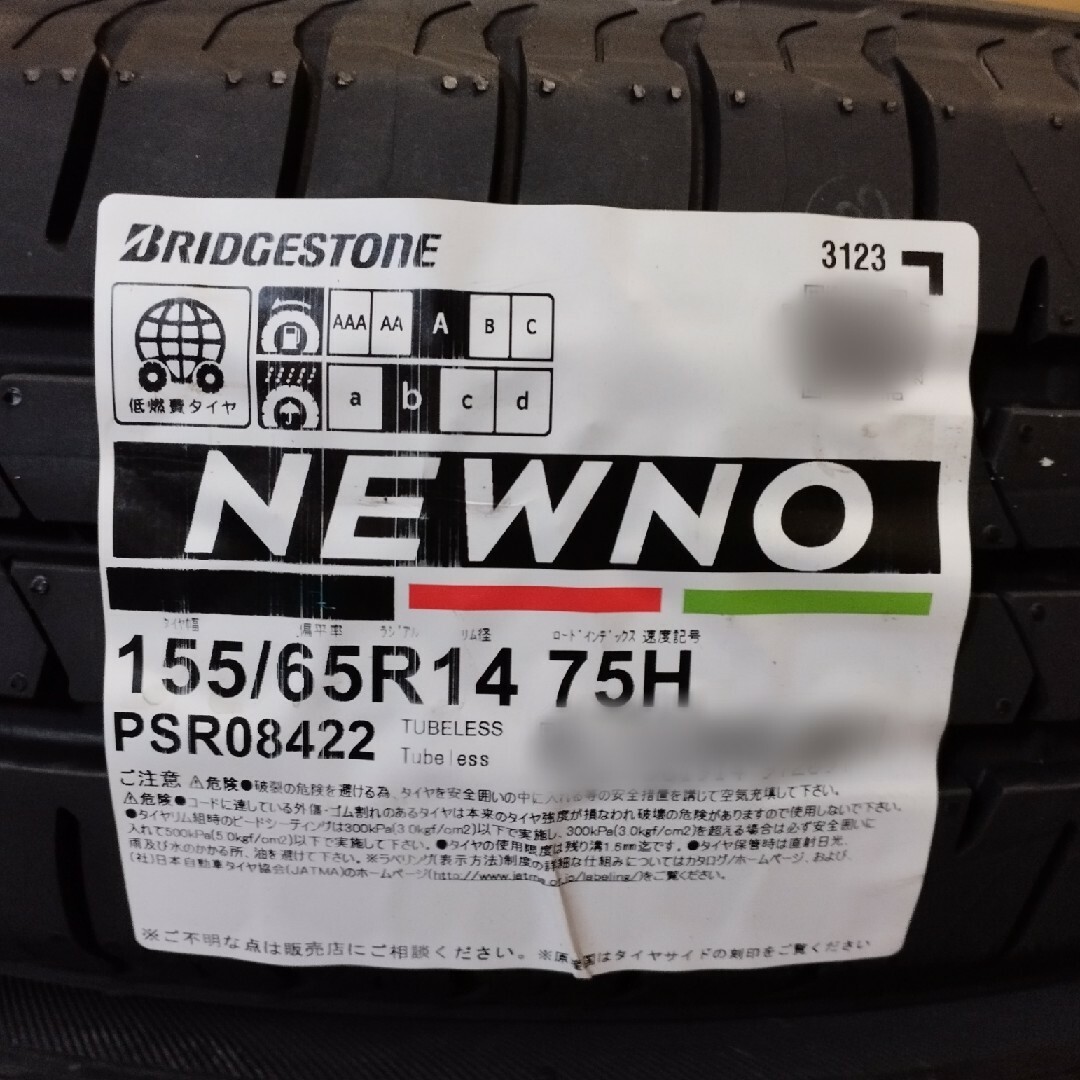 BRIDGESTONE
3123
低燃費タイヤ
AAA AA A B C
a b c d
NEWNO
タイヤ幅 偏平率 ラジアル リム径 ロードインデックス 速度記号
155/65R14 75H
PSR08422
TUBELESS
Tubeless
ご注意 ⚠危険●破裂の危険を避ける為、タイヤを安全囲いの中に入れる等の安全措置を講じて空気充填して下さい。
⚠危険●コードに達している外傷・ゴム割れのあるタイヤは本来のタイヤ強度が損なわれ破壊の危険がありますので使用しないで下さい。
●タイヤリム組時のビードシーティングは300kPa(3.0kgf/cm2)以下で実施し、300kPa(3.0kgf/cm2)を超える場合は必ず安全囲いに
入れて500kPa(5.0kgf/cm2)以下で実施して下さい。●タイヤの使用限度は残り溝1.6mm迄です。●タイヤ保管時は直射日光、
雨及び水のかかる所、油を避けて下さい。※ラベリング(表示方法)制度の詳細な仕組みについてはカタログ/ホームページ、および、
(社)日本自動車タイヤ協会(JATMA)のホームページ(http://www.jatma.or.jp/labeling/)をご覧ください。
※ご不明な点は販売店にご相談ください。※原産国はタイヤサイドの刻印をご覧ください